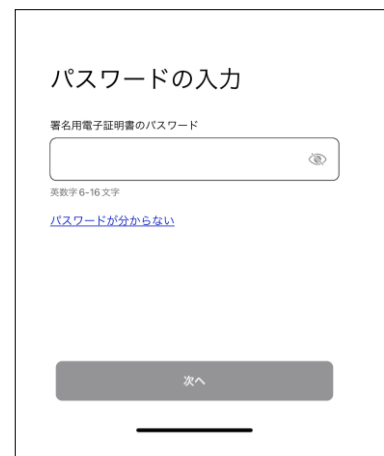 パスワードの入力
署名用電子証明書のパスワード
英数字6-16文字
パスワードが分からない
次へ